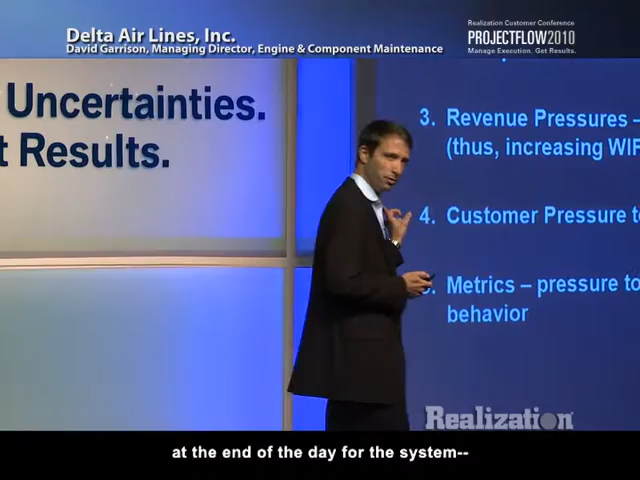 Delta Air Lines, Inc.
David Garrison, Managing Director, Engine & Component Maintenance
Realization Customer Conference
PROJECTFLOW2010
Manage Execution. Get Results.
Uncertainties.
t Results.
3. Revenue Pressures –
(thus, increasing WIP
4. Customer Pressure to
Metrics – pressure to
behavior
Realization
at the end of the day for the system--